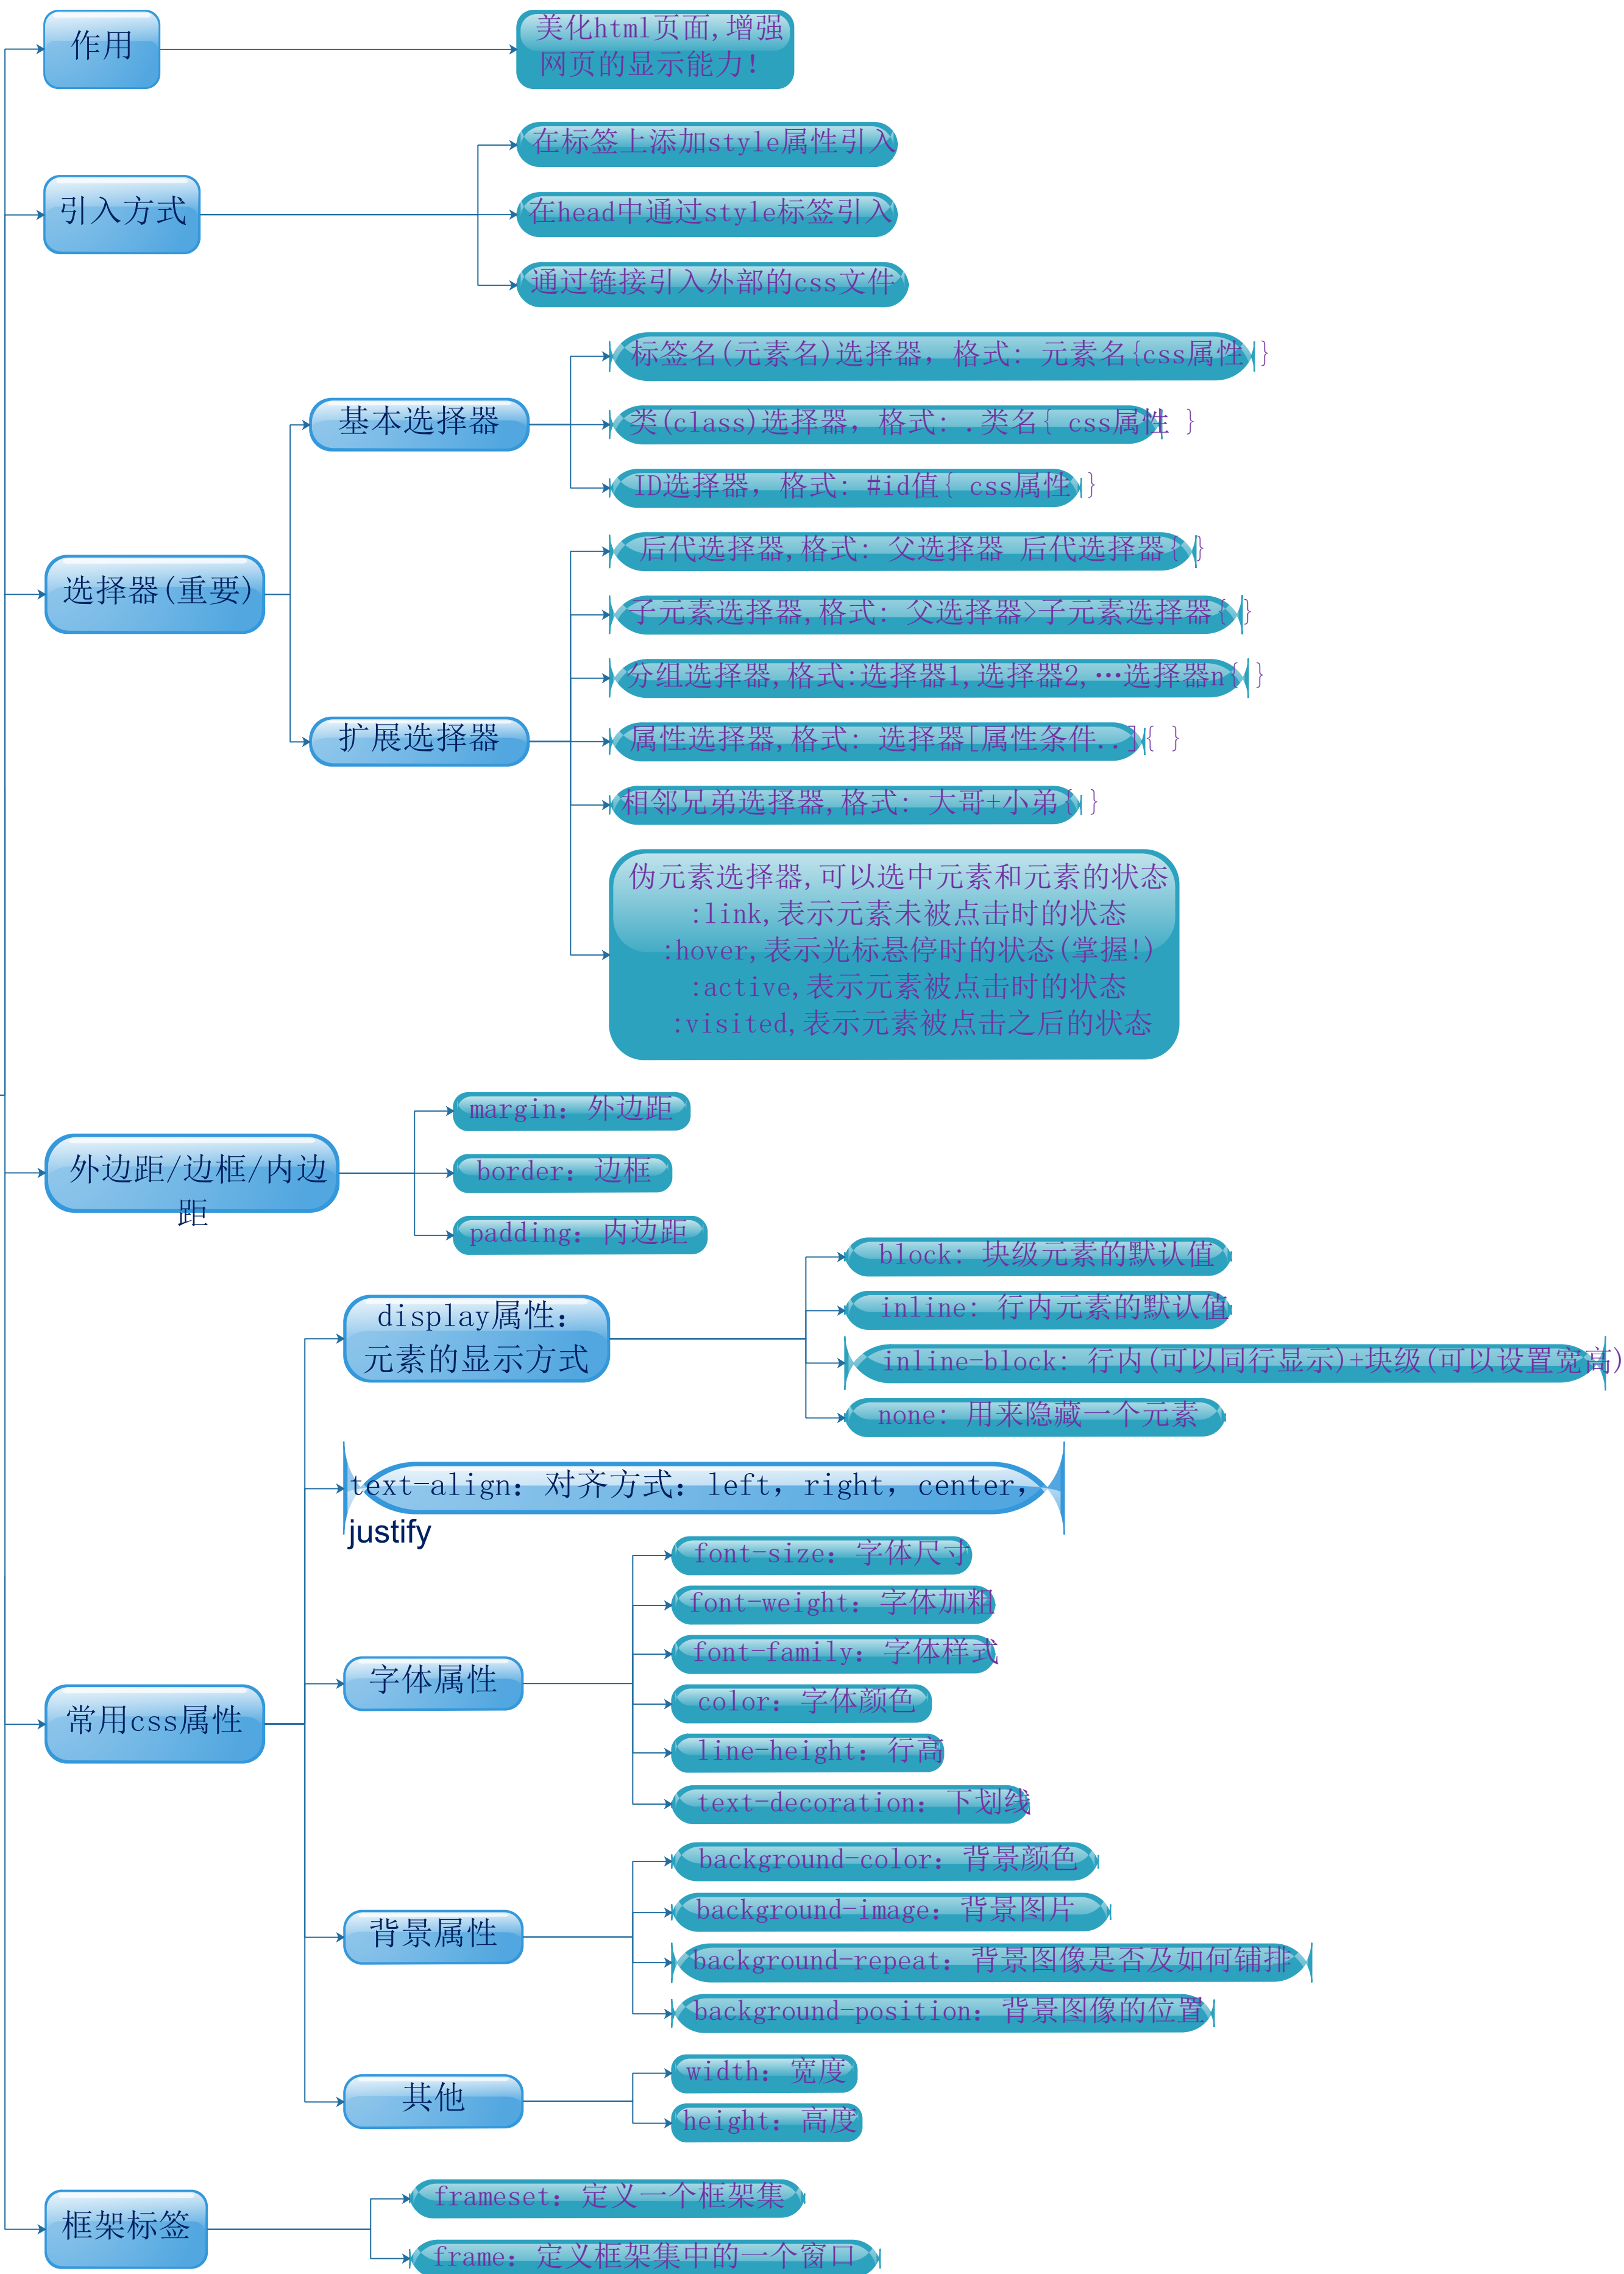 作用
美化html页面,增强
网页的显示能力!
引入方式
在标签上添加style属性引入
在head中通过style标签引入
通过链接引入外部的css文件
选择器(重要)
基本选择器
标签名(元素名)选择器，格式: 元素名{css属性 }
类(class)选择器，格式: .类名{ css属性 }
ID选择器，格式: #id值{ css属性 }
扩展选择器
后代选择器,格式: 父选择器 后代选择器{ }
子元素选择器,格式: 父选择器>子元素选择器{ }
分组选择器,格式:选择器1,选择器2,…选择器n{ }
属性选择器,格式: 选择器[属性条件..]{ }
相邻兄弟选择器,格式: 大哥+小弟{ }
伪元素选择器,可以选中元素和元素的状态
:link,表示元素未被点击时的状态
:hover,表示光标悬停时的状态(掌握!)
:active,表示元素被点击时的状态
:visited,表示元素被点击之后的状态
外边距/边框/内边
距
margin：外边距
border：边框
padding：内边距
常用css属性
display属性：
元素的显示方式
block: 块级元素的默认值
inline: 行内元素的默认值
inline-block: 行内(可以同行显示)+块级(可以设置宽高)
none: 用来隐藏一个元素
text-align：对齐方式：left，right，center，
justify
字体属性
font-size：字体尺寸
font-weight：字体加粗
font-family：字体样式
color：字体颜色
line-height：行高
text-decoration：下划线
背景属性
background-color：背景颜色
background-image：背景图片
background-repeat：背景图像是否及如何铺排
background-position：背景图像的位置
其他
width：宽度
height：高度
框架标签
frameset：定义一个框架集
frame：定义框架集中的一个窗口